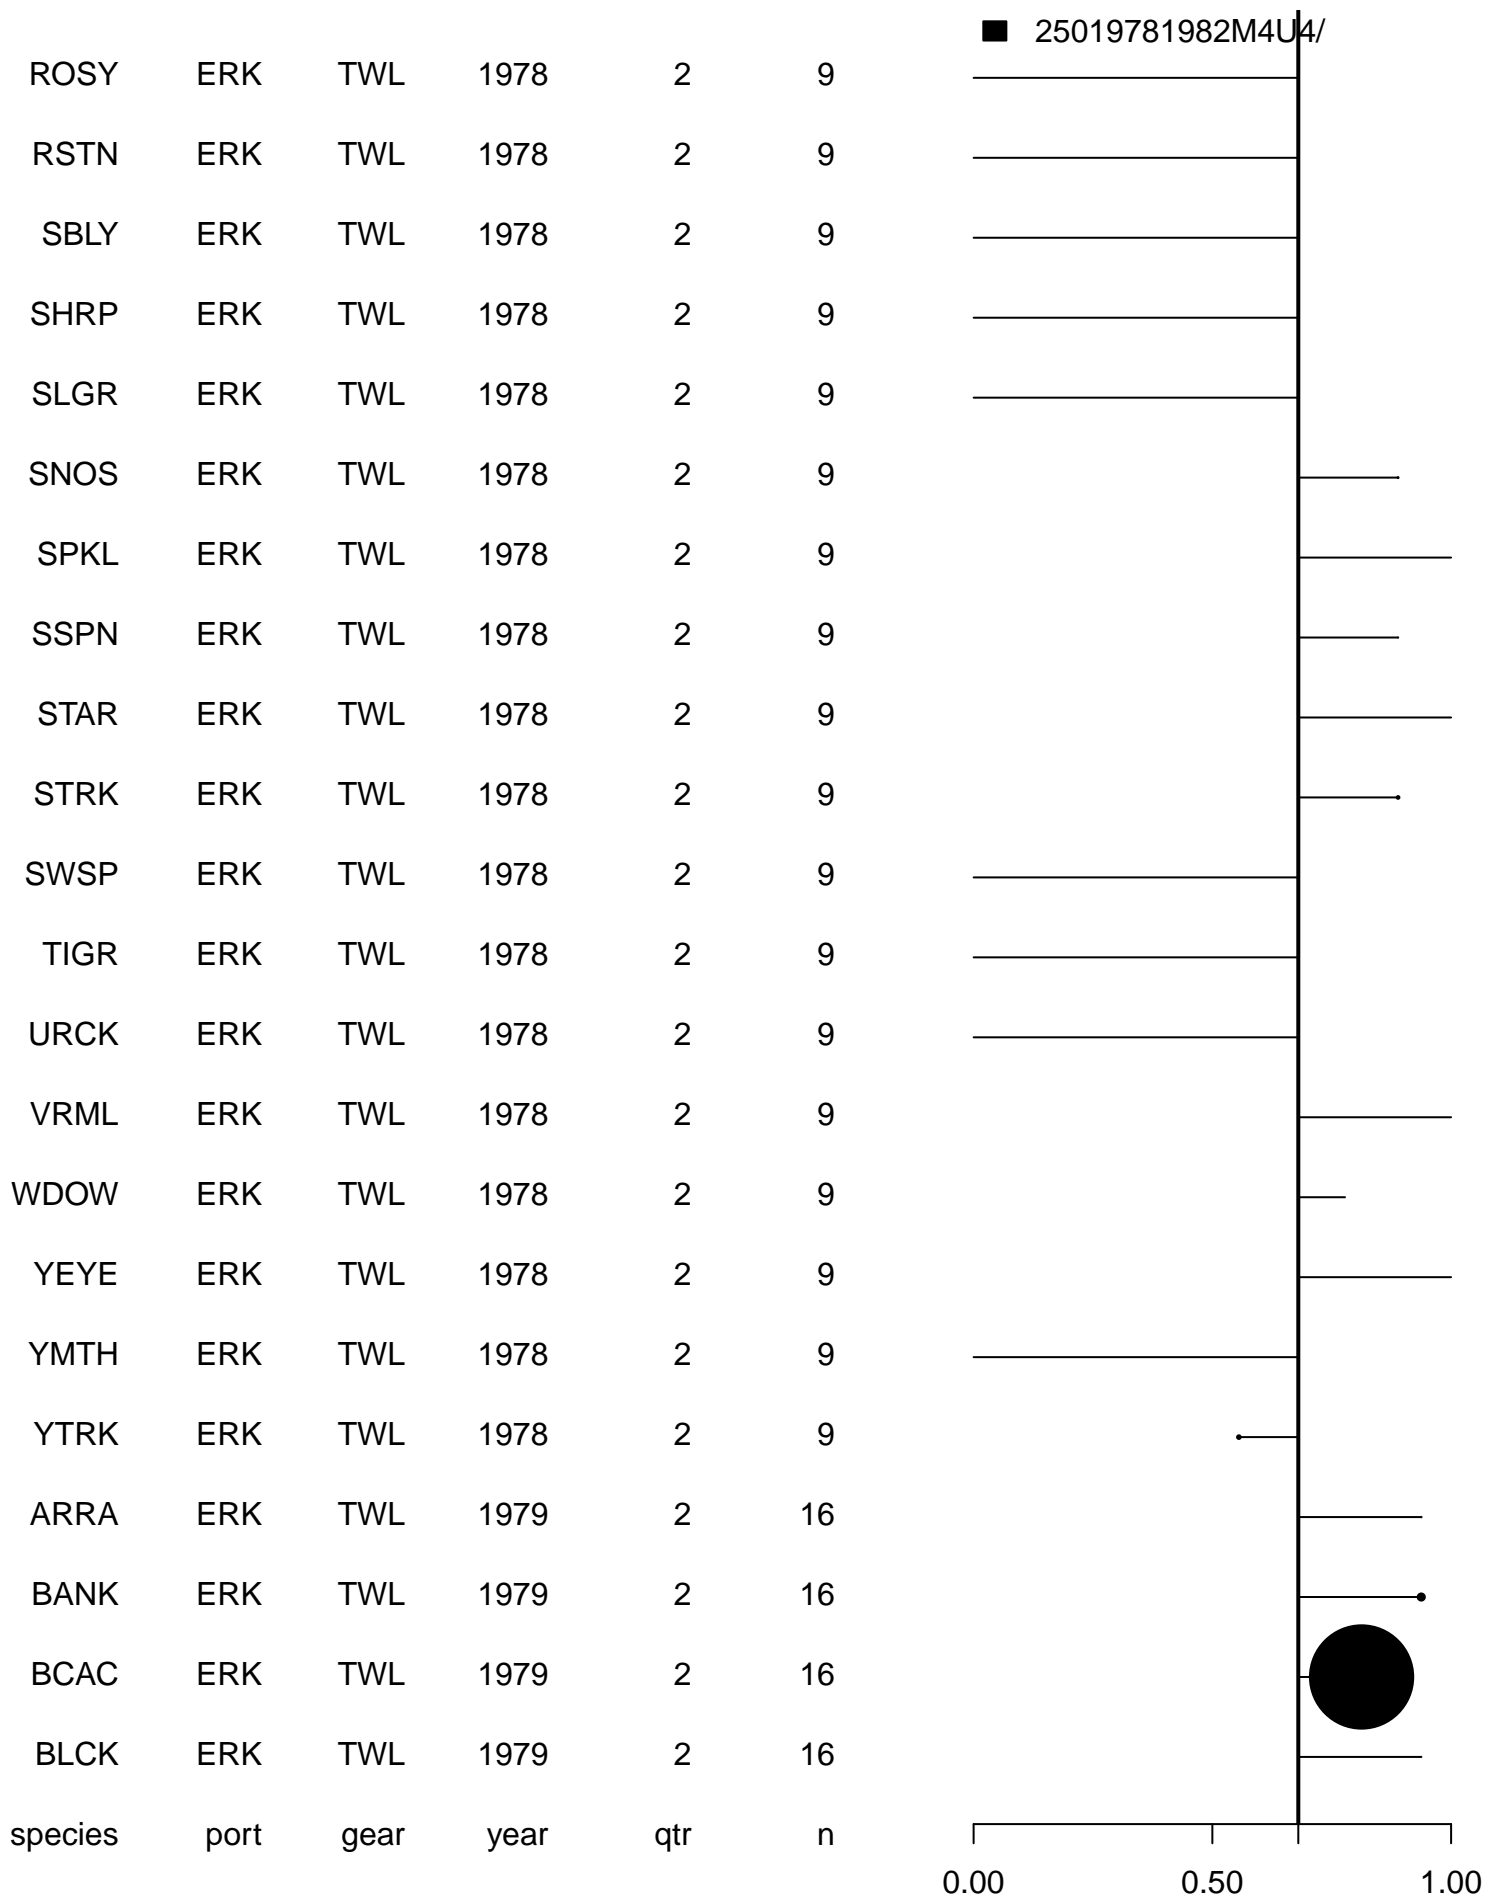 25019781982M4U4/
ROSY ERK TWL 1978 2 9
RSTN ERK TWL 1978 2 9
SBLY ERK TWL 1978 2 9
SHRP ERK TWL 1978 2 9
SLGR ERK TWL 1978 2 9
SNOS ERK TWL 1978 2 9
SPKL ERK TWL 1978 2 9
SSPN ERK TWL 1978 2 9
STAR ERK TWL 1978 2 9
STRK ERK TWL 1978 2 9
SWSP ERK TWL 1978 2 9
TIGR ERK TWL 1978 2 9
URCK ERK TWL 1978 2 9
VRML ERK TWL 1978 2 9
WDOW ERK TWL 1978 2 9
YEYE ERK TWL 1978 2 9
YMTH ERK TWL 1978 2 9
YTRK ERK TWL 1978 2 9
ARRA ERK TWL 1979 2 16
BANK ERK TWL 1979 2 16
BCAC ERK TWL 1979 2 16
BLCK ERK TWL 1979 2 16
species port gear year qtr n
0.00 0.50 1.00